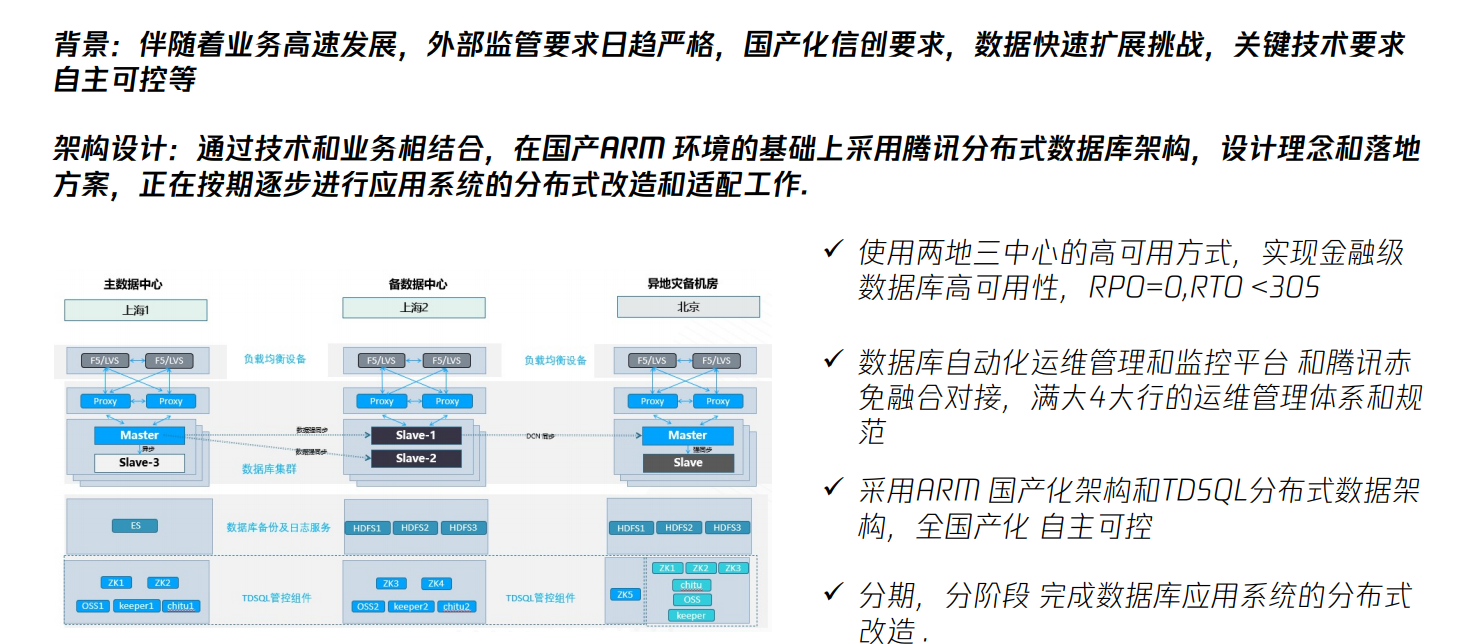 背景：伴随着业务高速发展，外部监管要求日趋严格，国产化信创要求，数据快速扩展挑战，关键技术要求
自主可控等
架构设计：通过技术和业务相结合，在国产ARM 环境的基础上采用腾讯分布式数据库架构，设计理念和落地
方案，正在按期逐步进行应用系统的分布式改造和适配工作.
主数据中心 备数据中心 异地灾备机房
上海1 上海2 北京
F5/LVS F5/LVS 负载均衡设备 F5/LVS F5/LVS 负载均衡设备 F5/LVS F5/LVS
Proxy Proxy Proxy Proxy Proxy Proxy
Master 数据强同步 Slave-1 DCN 同步 Master
异步 数据强同步 强同步
Slave-3 数据库集群 Slave-2 Slave
ES 数据库备份及日志服务 HDFS1 HDFS2 HDFS3 HDFS1 HDFS2 HDFS3
ZK1 ZK2 ZK3 ZK4 ZK1 ZK2 ZK3
TDSQL管控组件 TDSQL管控组件 ZK5 chitu
OSS1 keeper1 chitu1 OSS2 keeper2 chitu2 OSS
keeper
使用两地三中心的高可用方式，实现金融级
数据库高可用性，RPO=0,RTO <30S
数据库自动化运维管理和监控平台 和腾讯赤
免融合对接，满大4大行的运维管理体系和规
范
采用ARM 国产化架构和TDSQL分布式数据架
构，全国产化 自主可控
分期，分阶段 完成数据库应用系统的分布式
改造 .